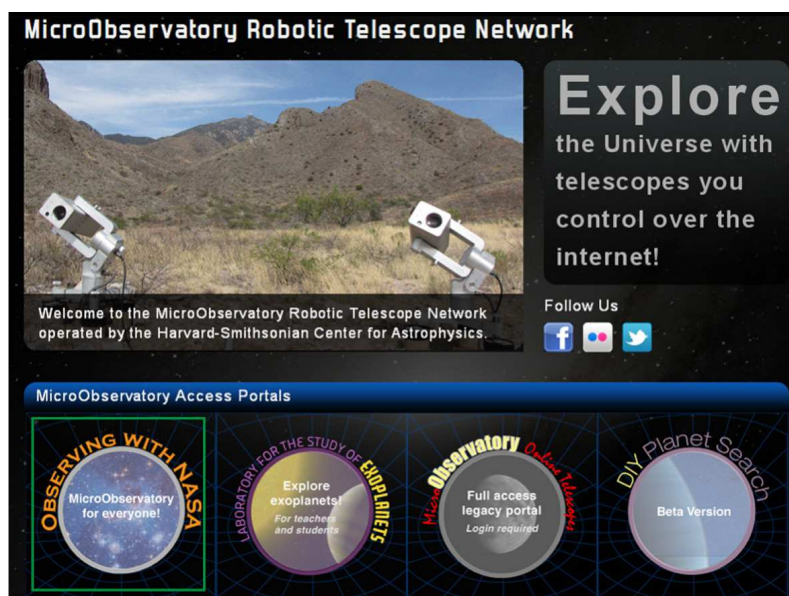 MicroObservatory Robotic Telescope Network
Explore
the Universe with
telescopes you
control over the
internet!
Welcome to the MicroObservatory Robotic Telescope Network
operated by the Harvard-Smithsonian Center for Astrophysics.
Follow Us
MicroObservatory Access Portals
OBSERVING WITH NASA
MicroObservatory
for everyone!
LABORATORY FOR THE STUDY OF EXOPLANETS
Explore
exoplanets!
For teachers
and students
MicroObservatory Online Telescopes
Full access
legacy portal
Login required
DIY Planet Search
Beta Version